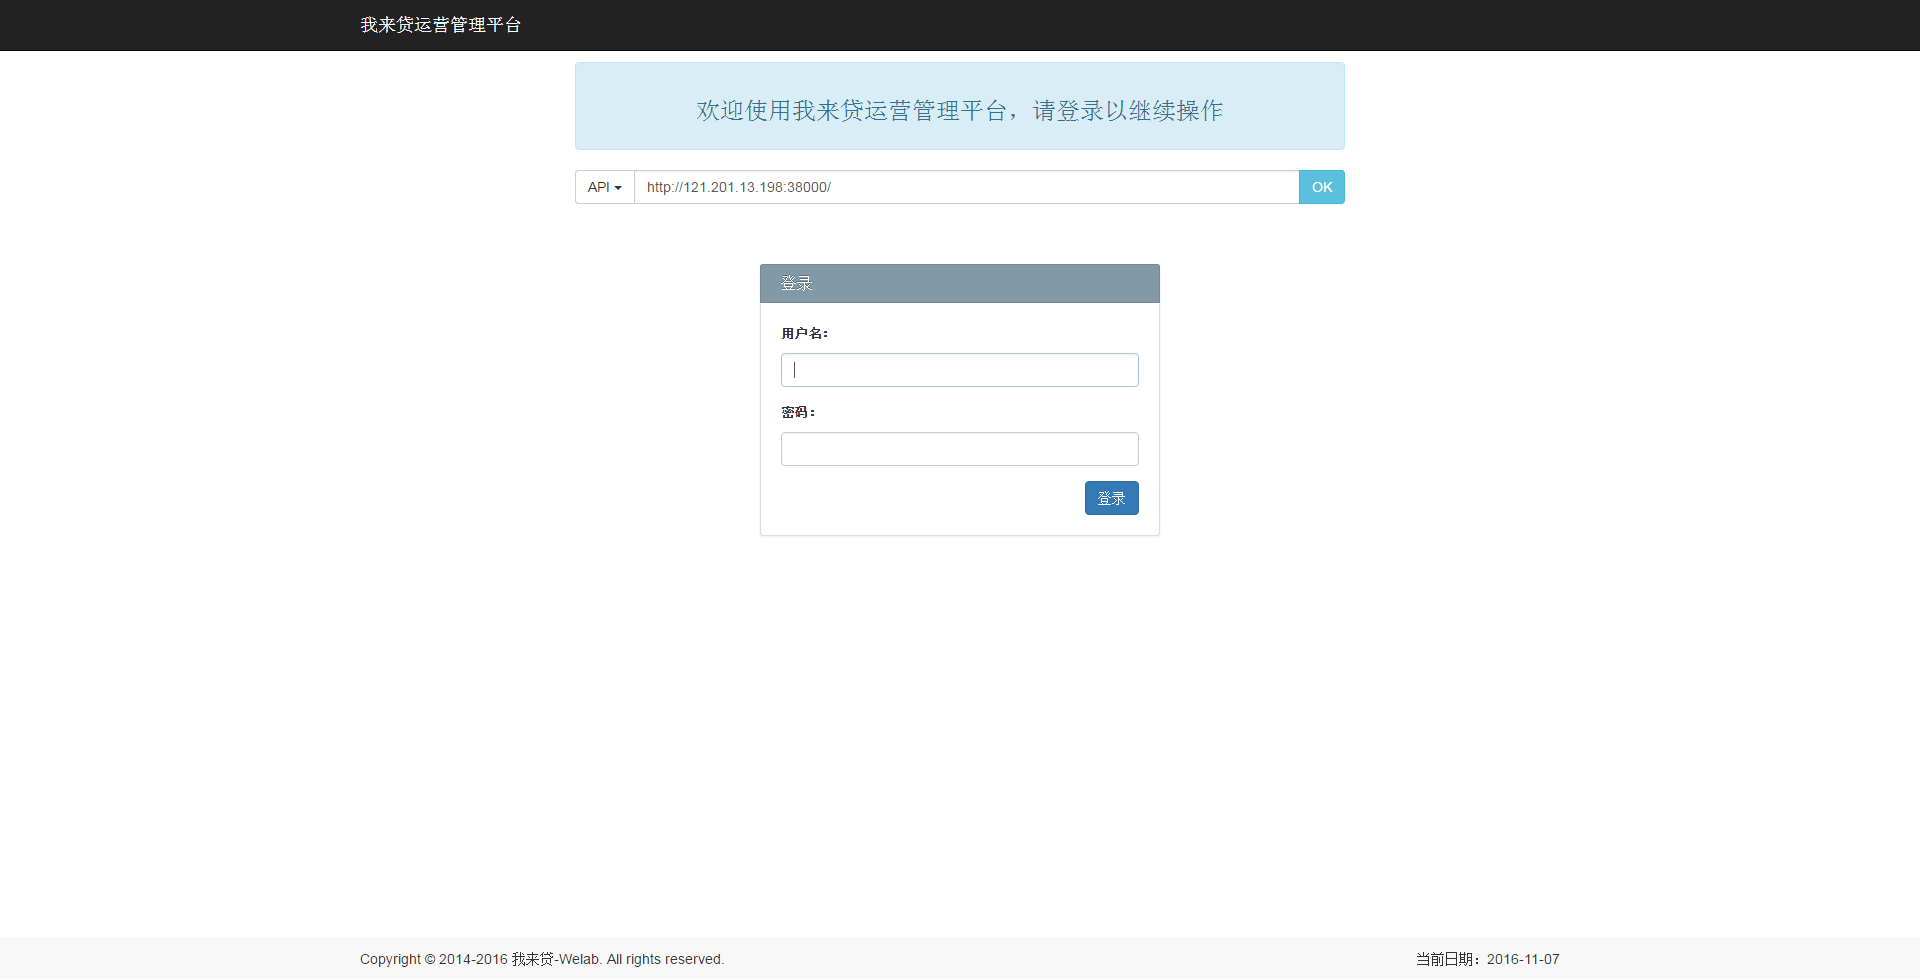 我来贷运营管理平台
欢迎使用我来贷运营管理平台，请登录以继续操作
API http://121.201.13.198:38000/ OK
登录
用户名：
密码：
登录
Copyright © 2014-2016 我来贷-Welab. All rights reserved. 当前日期：2016-11-07